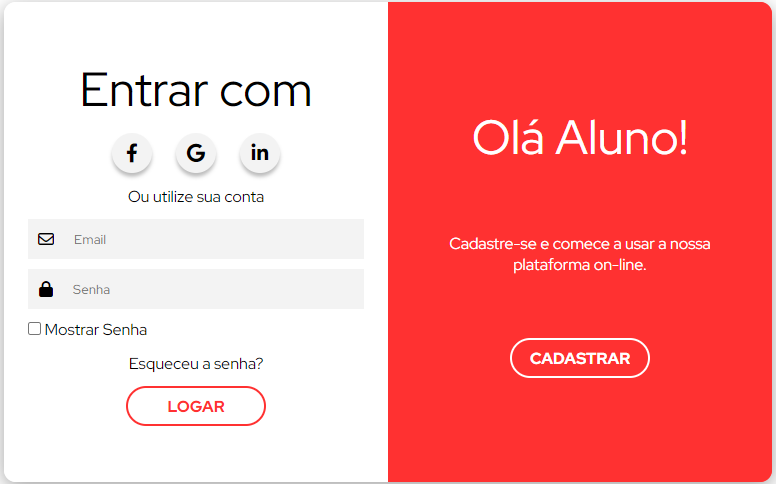 Entrar com
f G in
Ou utilize sua conta
Email
Senha
Mostrar Senha
Esqueceu a senha?
LOGAR
Olá Aluno!
Cadastre-se e comece a usar a nossa
plataforma on-line.
CADASTRAR